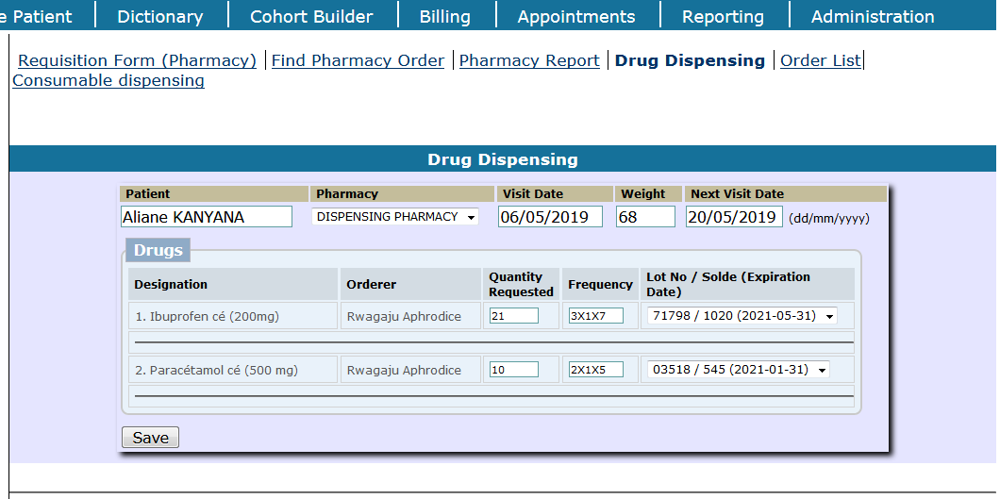 e Patient Dictionary Cohort Builder Billing Appointments Reporting Administration
Requisition Form (Pharmacy) Find Pharmacy Order Pharmacy Report Drug Dispensing Order List
Consumable dispensing
Drug Dispensing
Patient Pharmacy Visit Date Weight Next Visit Date
Aliane KANYANA DISPENSING PHARMACY 06/05/2019 68 20/05/2019 (dd/mm/yyyy)
Drugs
Designation Orderer Quantity Requested Frequency Lot No / Solde (Expiration Date)
1. Ibuprofen cé (200mg) Rwagaju Aphrodice 21 3X1X7 71798 / 1020 (2021-05-31)
2. Paracétamol cé (500 mg) Rwagaju Aphrodice 10 2X1X5 03518 / 545 (2021-01-31)
Save